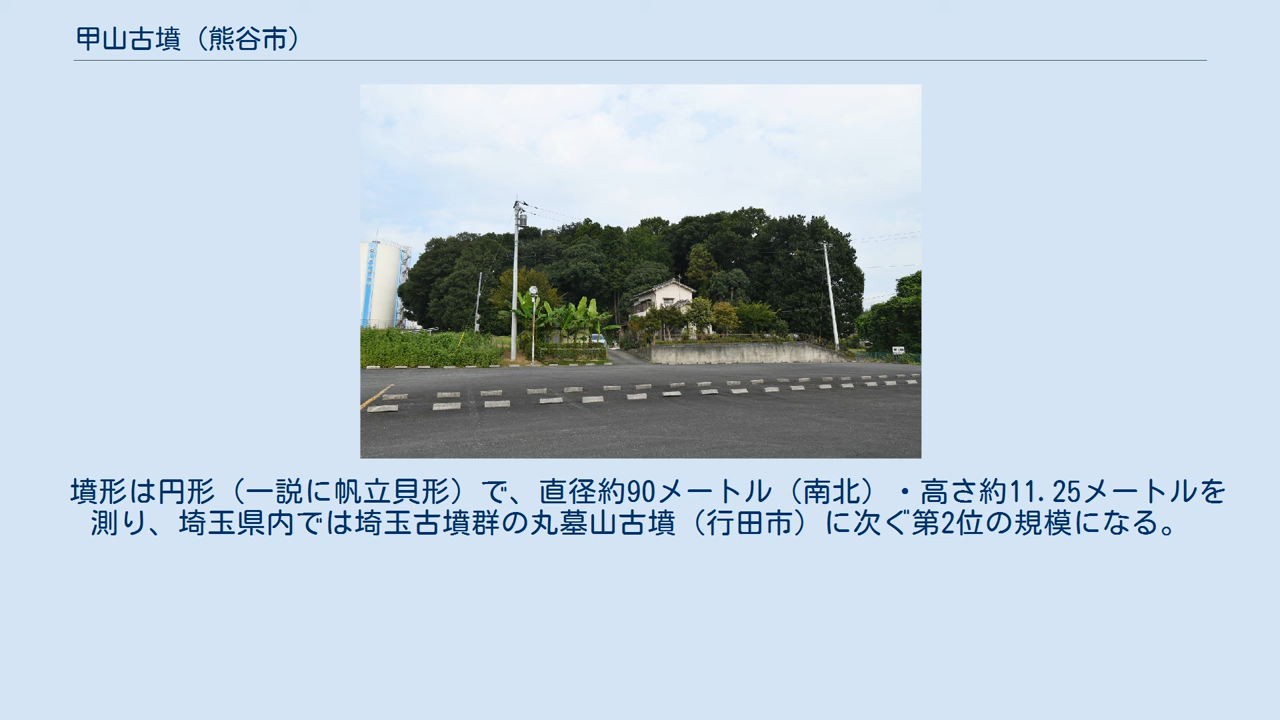 甲山古墳（熊谷市）
墳形は円形（一説に帆立貝形）で、直径約90メートル（南北）・高さ約11.25メートルを
測り、埼玉県内では埼玉古墳群の丸墓山古墳（行田市）に次ぐ第2位の規模になる。